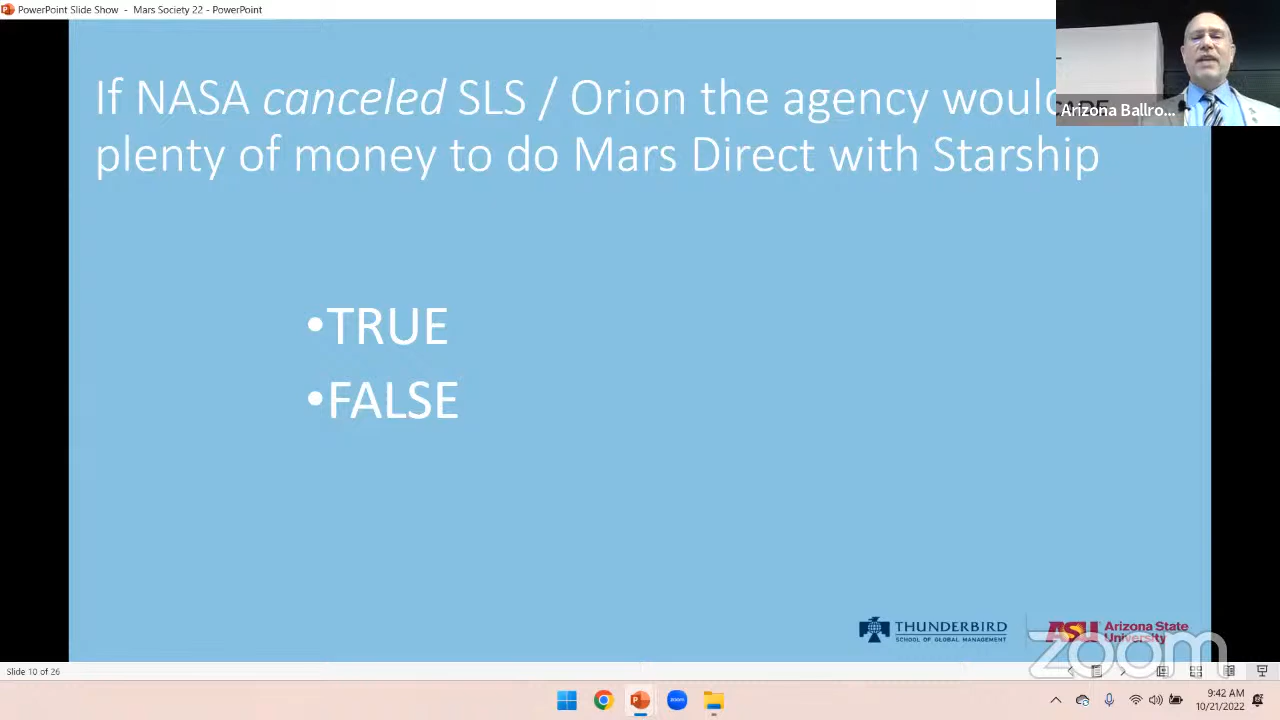 PowerPoint Slide Show - Mars Society 22 - PowerPoint
If NASA canceled SLS / Orion the agency would
plenty of money to do Mars Direct with Starship
Arizona Ballro...
•TRUE
•FALSE
THUNDERBIRD
SCHOOL OF GLOBAL MANAGEMENT
ASU Arizona State
University
zoom
Slide 10 of 26
zoom
9:42 AM
10/21/2022